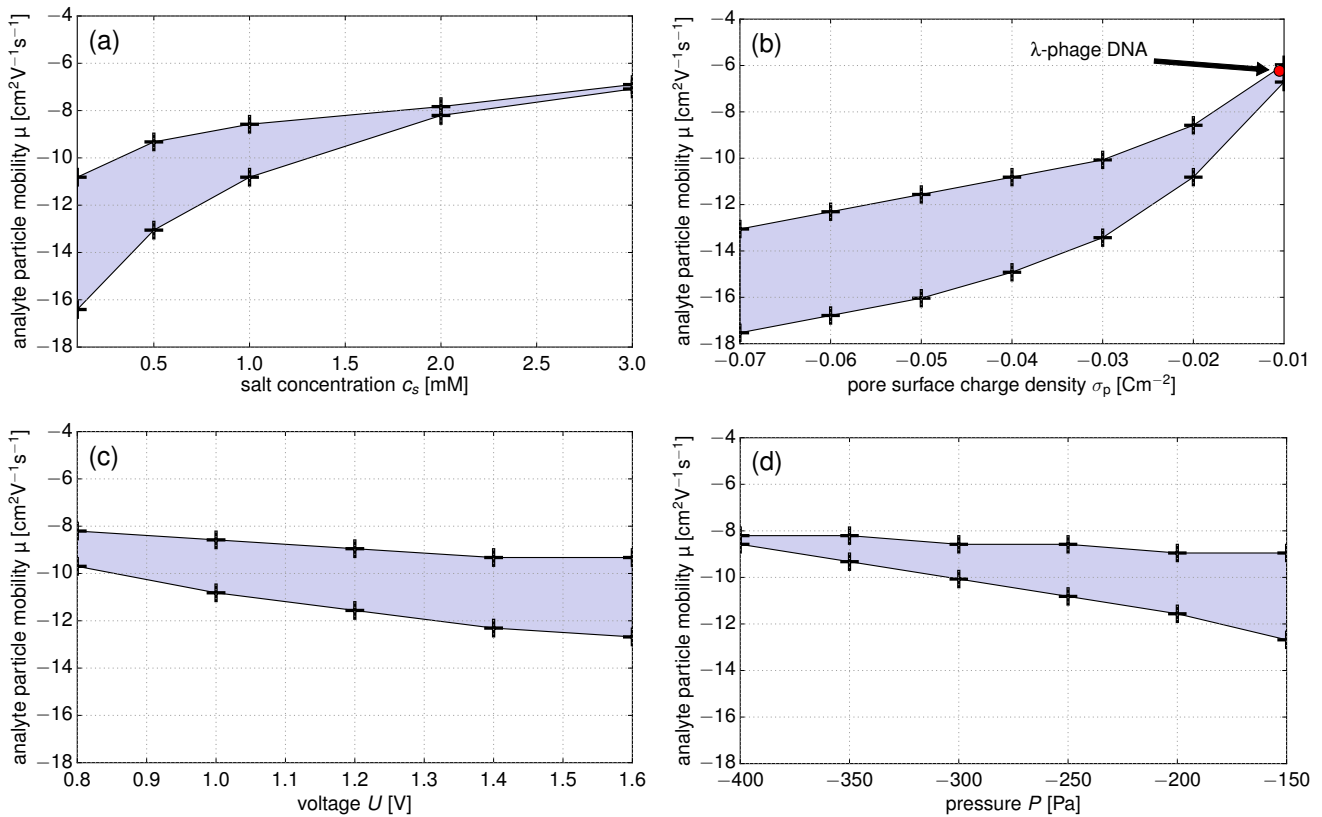 (a)
analyte particle mobility μ [cm²V⁻¹s⁻¹]
−4
−6
−8
−10
−12
−14
−16
−18
0.5 1.0 1.5 2.0 2.5 3.0
salt concentration cₛ [mM]
(b)
λ-phage DNA
analyte particle mobility μ [cm²V⁻¹s⁻¹]
−4
−6
−8
−10
−12
−14
−16
−18
−0.07 −0.06 −0.05 −0.04 −0.03 −0.02 −0.01
pore surface charge density σₚ [Cm⁻²]
(c)
analyte particle mobility μ [cm²V⁻¹s⁻¹]
−4
−6
−8
−10
−12
−14
−16
−18
0.8 0.9 1.0 1.1 1.2 1.3 1.4 1.5 1.6
voltage U [V]
(d)
analyte particle mobility μ [cm²V⁻¹s⁻¹]
−4
−6
−8
−10
−12
−14
−16
−18
−400 −350 −300 −250 −200 −150
pressure P [Pa]